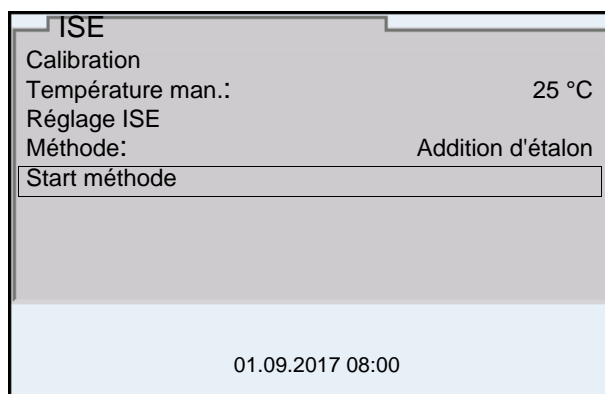 ISE
Calibration
Température man.: 25 °C
Réglage ISE
Méthode: Addition d'étalon
Start méthode
01.09.2017 08:00